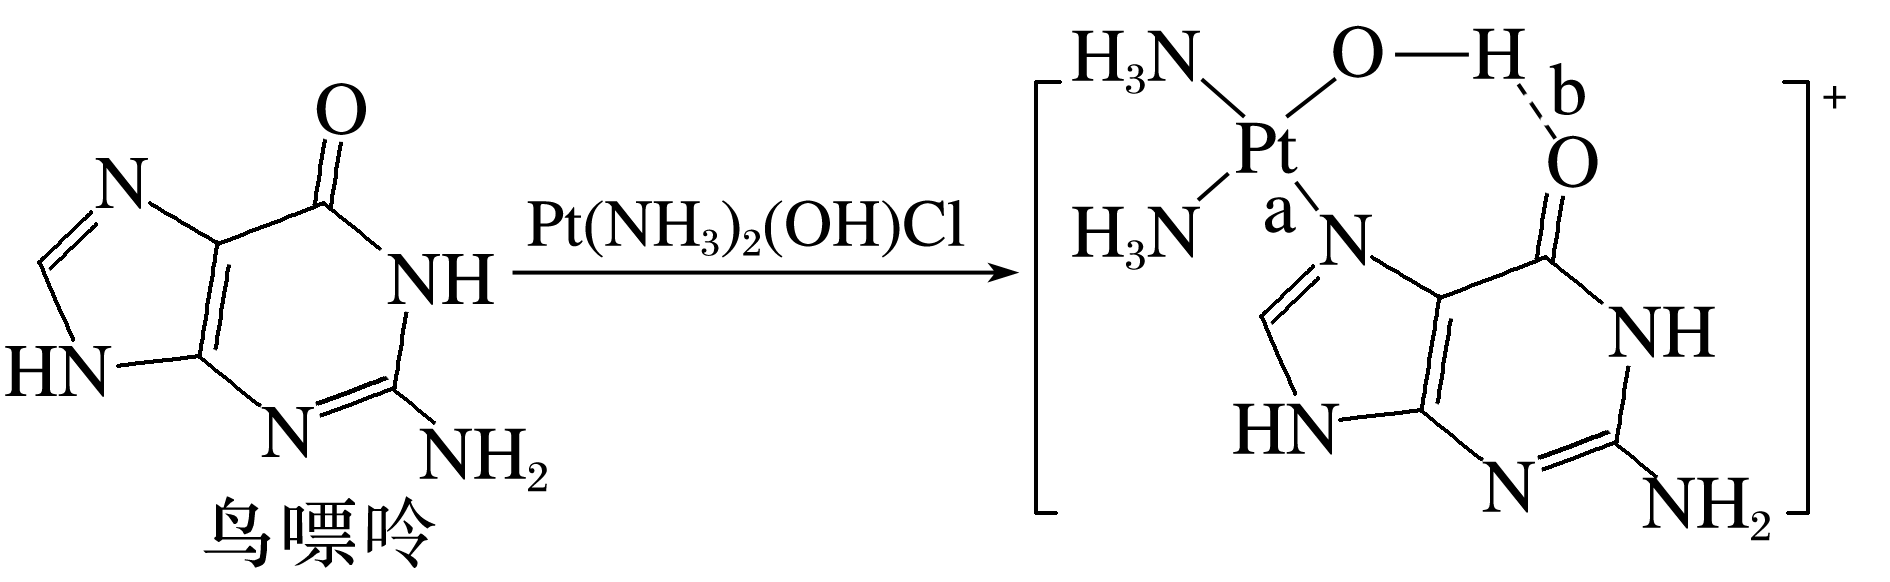 O
N
NH
HN
N
NH₂
鸟嘌呤
Pt(NH₃)₂(OH)Cl
H₃N
O—H
b
Pt
O
H₃N
a
N
NH
HN
N
NH₂
+